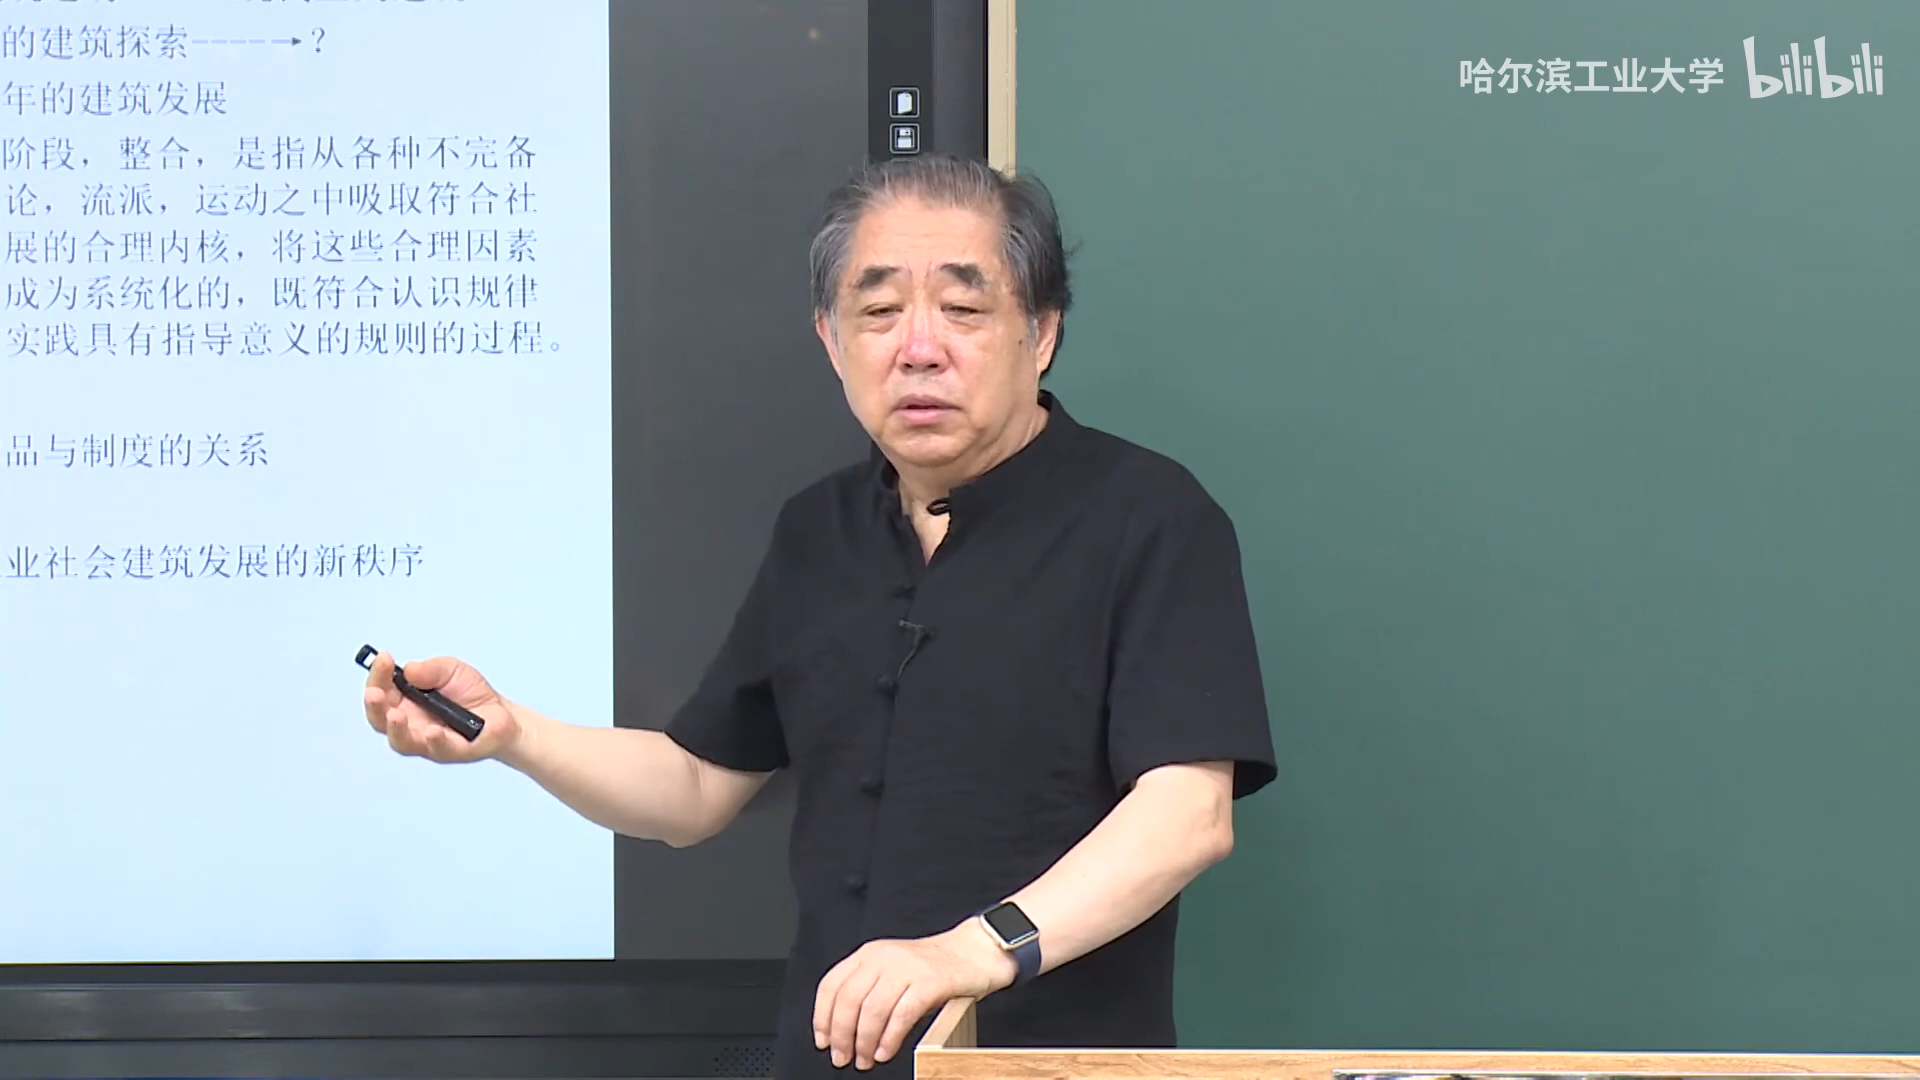 的建筑探索----→?
年的建筑发展
阶段，整合，是指从各种不完备
论，流派，运动之中吸取符合社
展的合理内核，将这些合理因素
成为系统化的，既符合认识规律
实践具有指导意义的规则的过程。
品与制度的关系
业社会建筑发展的新秩序
哈尔滨工业大学 bilibili